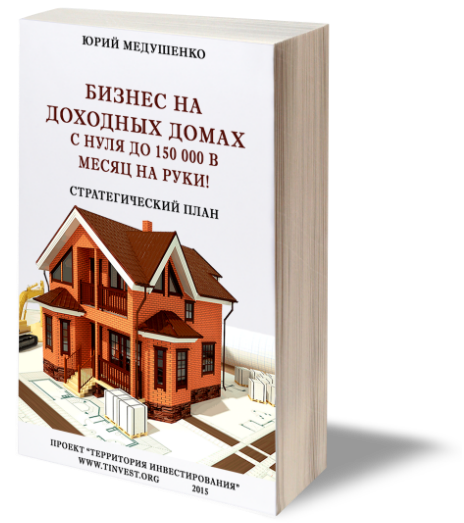 ЮРИЙ МЕДУШЕНКО
БИЗНЕС НА
ДОХОДНЫХ ДОМАХ
С НУЛЯ ДО 150 000 В
МЕСЯЦ НА РУКИ!
СТРАТЕГИЧЕСКИЙ ПЛАН
ПРОЕКТ "ТЕРРИТОРИЯ ИНВЕСТИРОВАНИЯ"
WWW.TINVEST.ORG
2015